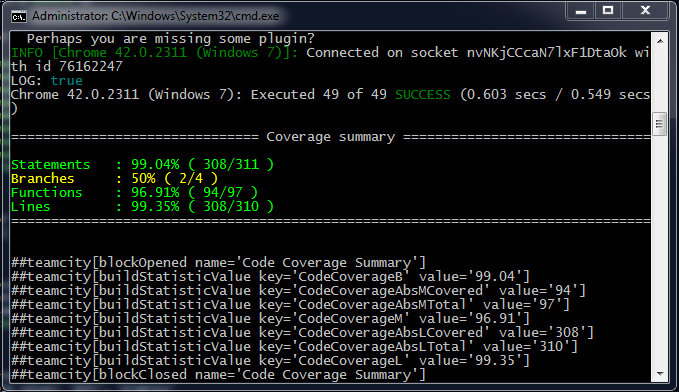 Administrator: C:\Windows\System32\cmd.exe
Perhaps you are missing some plugin?
INFO [Chrome 42.0.2311 (Windows 7)]: Connected on socket nvNKjCCcaN7lxF1DtaOk wi
th id 76162247
LOG: true
Chrome 42.0.2311 (Windows 7): Executed 49 of 49 SUCCESS (0.603 secs / 0.549 secs
)
=============================== Coverage summary ===============================
Statements   : 99.04% ( 308/311 )
Branches     : 50% ( 2/4 )
Functions    : 96.91% ( 94/97 )
Lines        : 99.35% ( 308/310 )
================================================================================
##teamcity[blockOpened name='Code Coverage Summary']
##teamcity[buildStatisticValue key='CodeCoverageB' value='99.04']
##teamcity[buildStatisticValue key='CodeCoverageAbsMCovered' value='94']
##teamcity[buildStatisticValue key='CodeCoverageAbsMTotal' value='97']
##teamcity[buildStatisticValue key='CodeCoverageM' value='96.91']
##teamcity[buildStatisticValue key='CodeCoverageAbsLCovered' value='308']
##teamcity[buildStatisticValue key='CodeCoverageAbsLTotal' value='310']
##teamcity[buildStatisticValue key='CodeCoverageL' value='99.35']
##teamcity[blockClosed name='Code Coverage Summary']